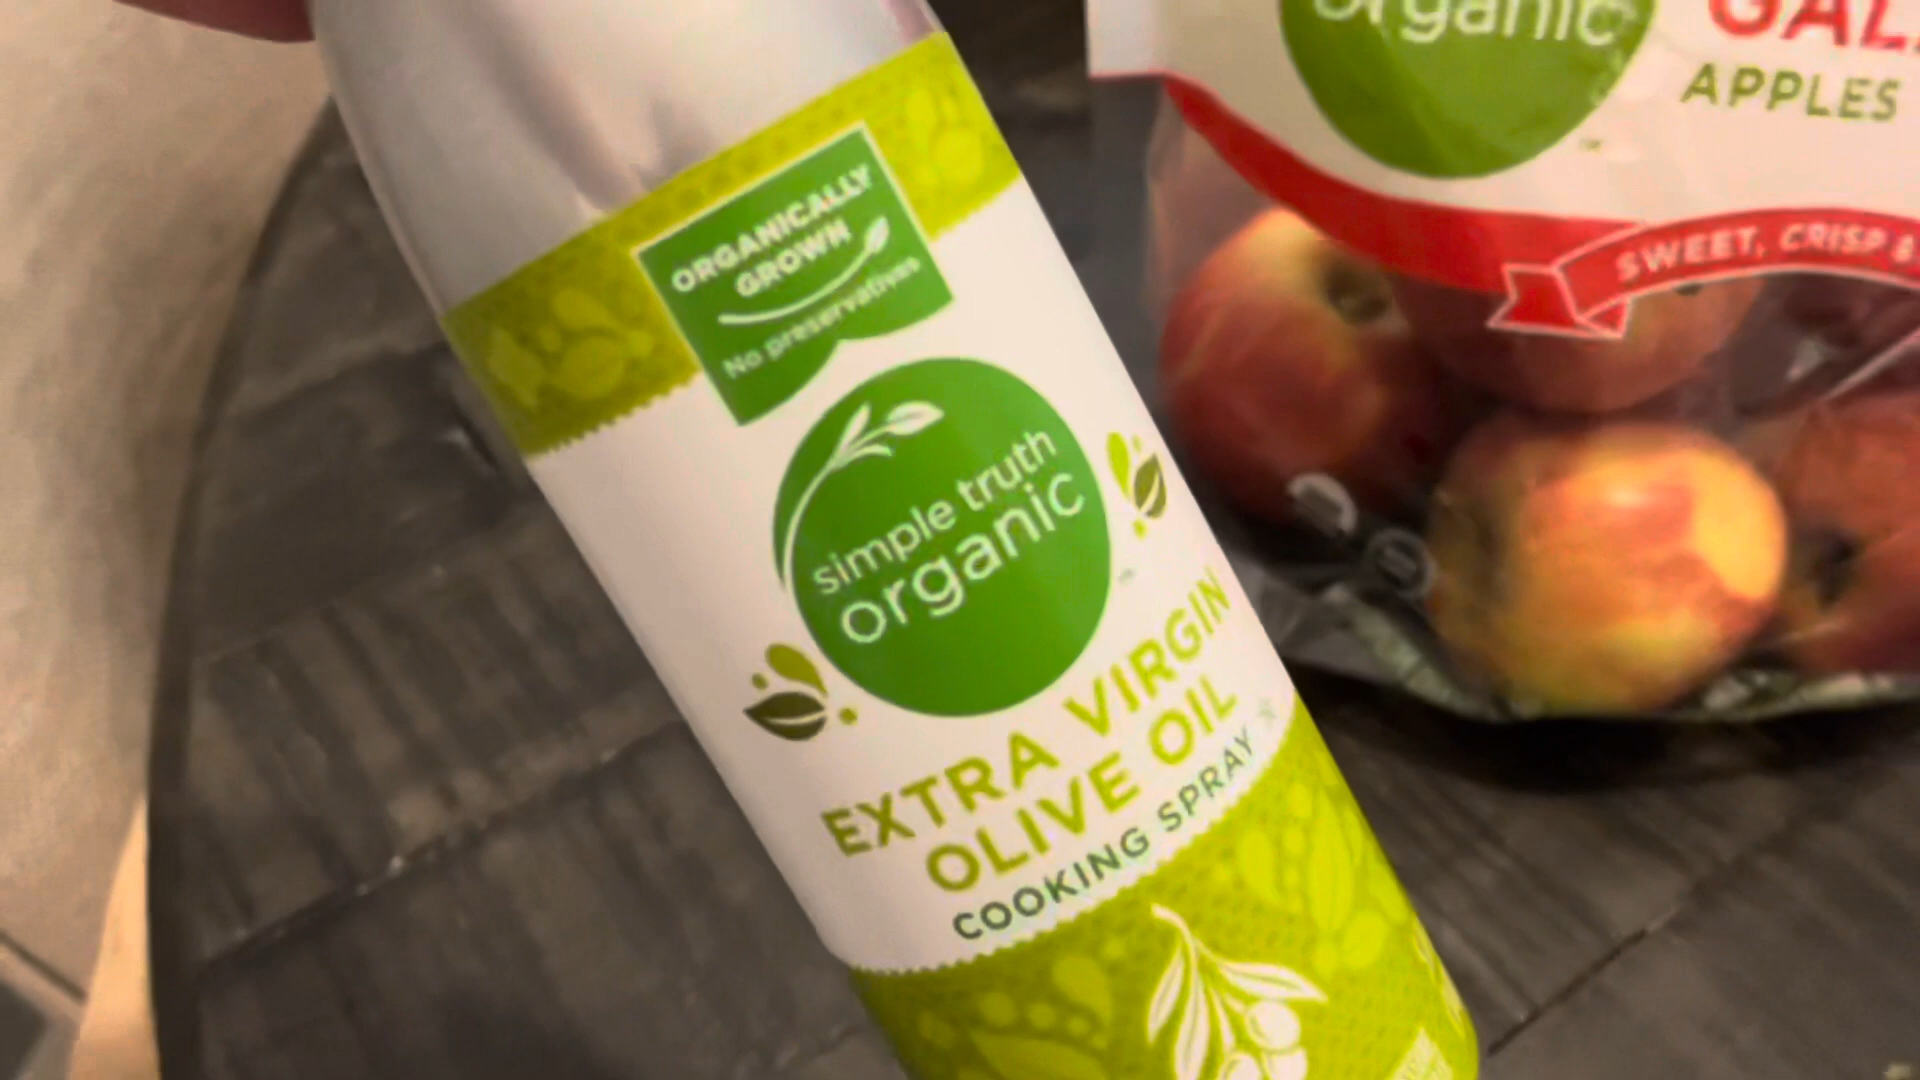 ORGANICALLY
GROWN
No preservatives
simple truth
organic
EXTRA VIRGIN
OLIVE OIL
COOKING SPRAY
organic
APPLES
SWEET, CRISP &